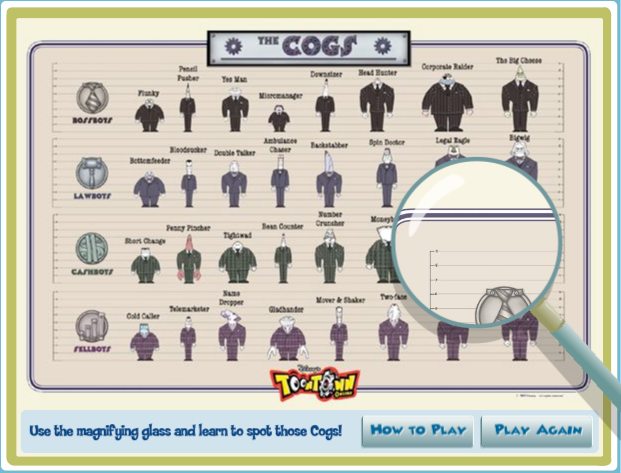 THE COGS
Flunky
Pencil
Pusher
Yes Man
Micromanager
Downsizer
Head Hunter
Corporate Raider
The Big Cheese
BOSSBOTS
Bottomfeeder
Bloodsucker
Double Talker
Ambulance
Chaser
Backstabber
Spin Doctor
Legal Eagle
Bigwig
LAWBOTS
Short Change
Penny Pincher
Tightwad
Bean Counter
Number
Cruncher
CASHBOTS
Cold Caller
Telemarketer
Name
Dropper
Gladhander
Mover & Shaker
Two-face
SELLBOTS
Disney's
TOONTOWN
ONLINE
Use the magnifying glass and learn to spot those Cogs!
HOW TO PLAY
PLAY AGAIN